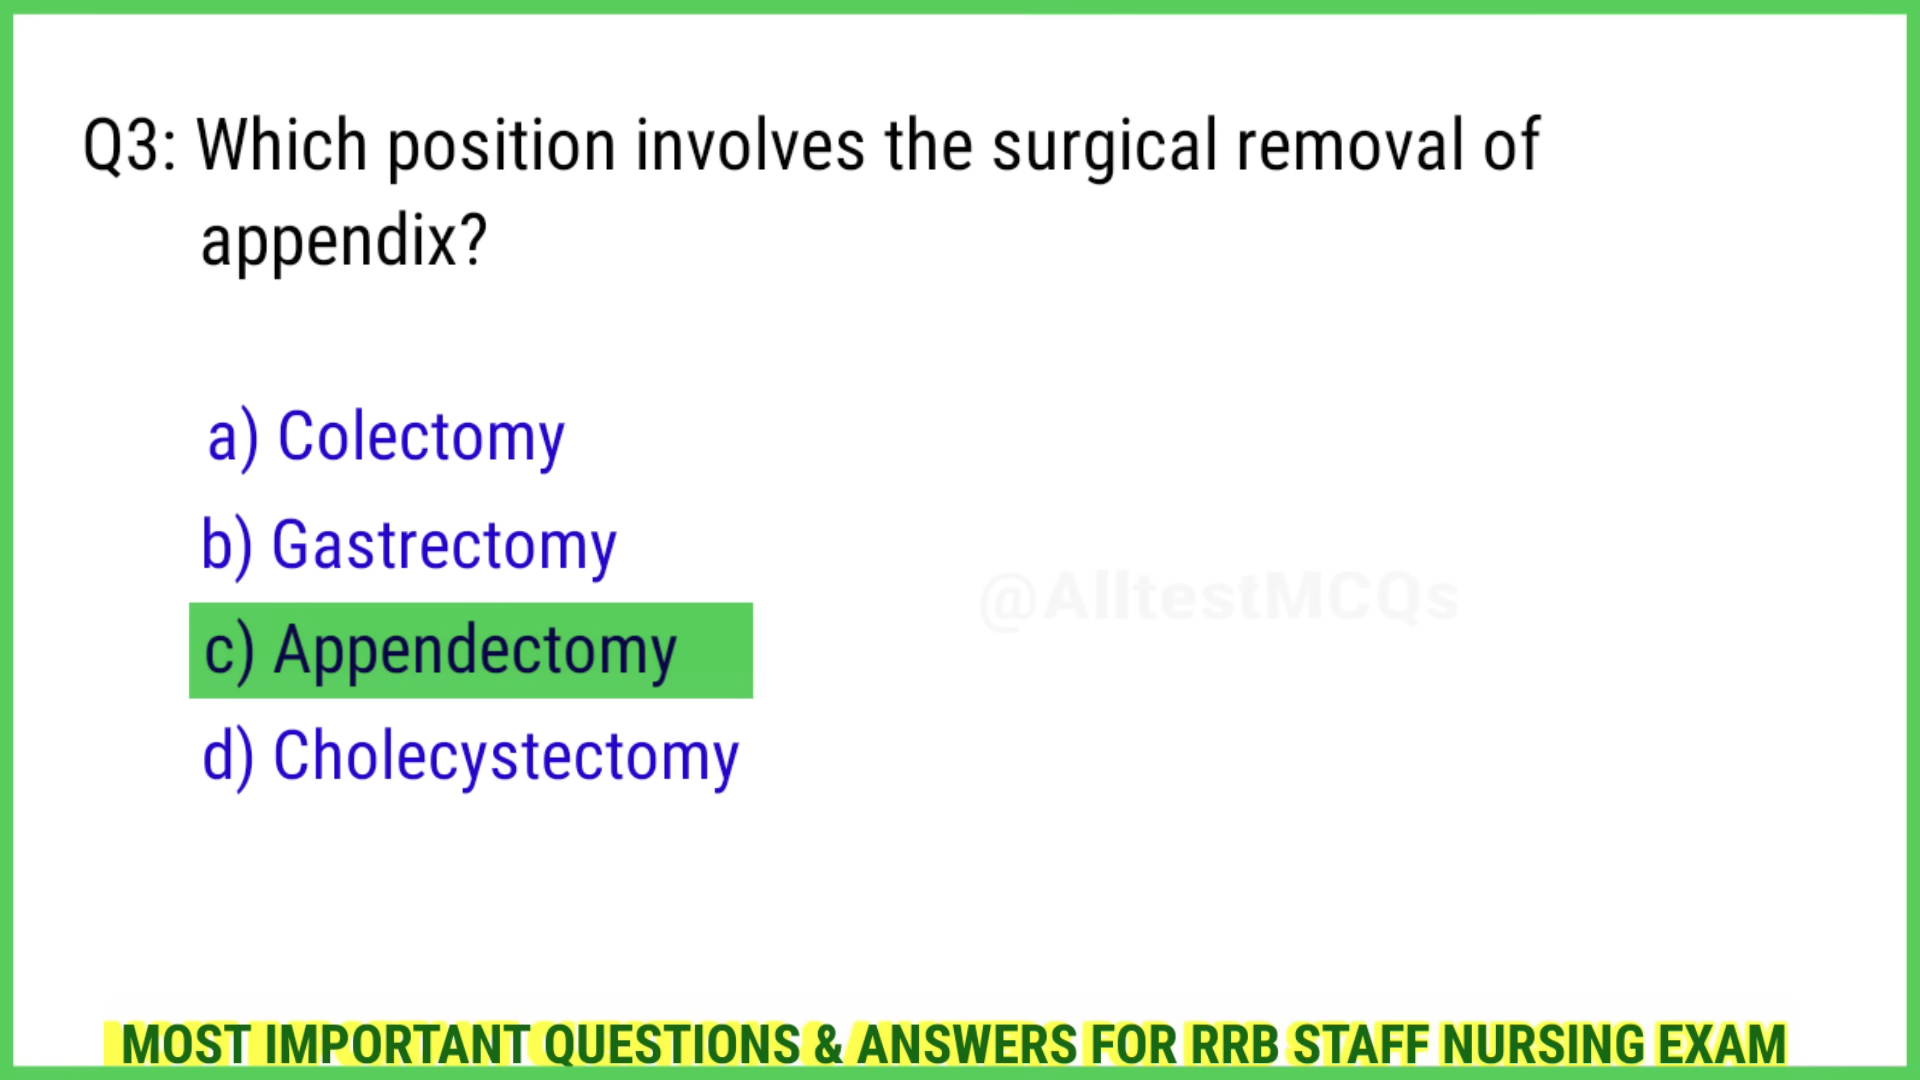 Q3: Which position involves the surgical removal of
appendix?
a) Colectomy
b) Gastrectomy
@AlltestMCQs
c) Appendectomy
d) Cholecystectomy
MOST IMPORTANT QUESTIONS & ANSWERS FOR RRB STAFF NURSING EXAM